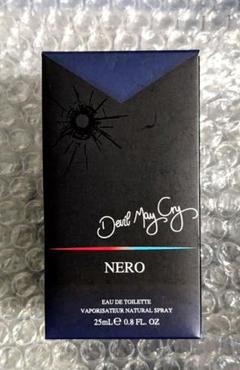 Devil May Cry
NERO
EAU DE TOILETTE
VAPORISATEUR NATURAL SPRAY
25mL ℮ 0.8 FL. OZ